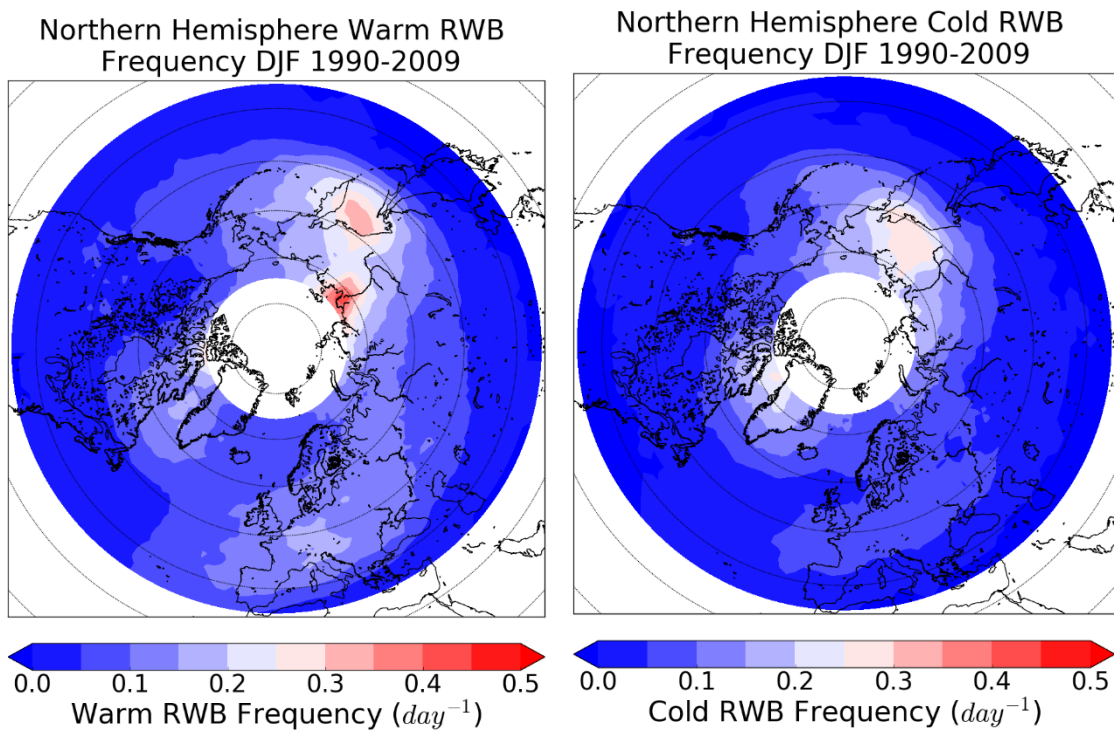 Northern Hemisphere Warm RWB
Frequency DJF 1990-2009
0.0 0.1 0.2 0.3 0.4 0.5
Warm RWB Frequency (day⁻¹)
Northern Hemisphere Cold RWB
Frequency DJF 1990-2009
0.0 0.1 0.2 0.3 0.4 0.5
Cold RWB Frequency (day⁻¹)